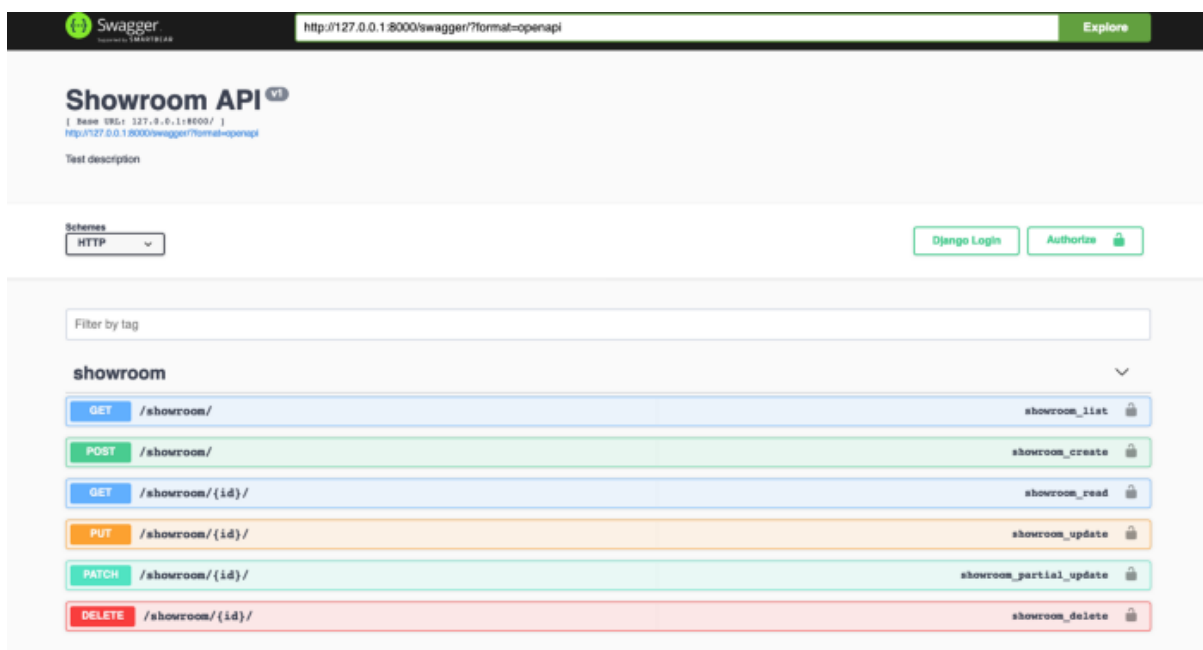 Swagger
Supported by SMARTBEAR
http://127.0.0.1:8000/swagger/?format=openapi
Explore
Showroom API v1
[ Base URL: 127.0.0.1:8000/ ]
http://127.0.0.1:8000/swagger/?format=openapi
Test description
Schemes
HTTP
Django Login
Authorize
Filter by tag
showroom
GET /showroom/ showroom_list
POST /showroom/ showroom_create
GET /showroom/{id}/ showroom_read
PUT /showroom/{id}/ showroom_update
PATCH /showroom/{id}/ showroom_partial_update
DELETE /showroom/{id}/ showroom_delete